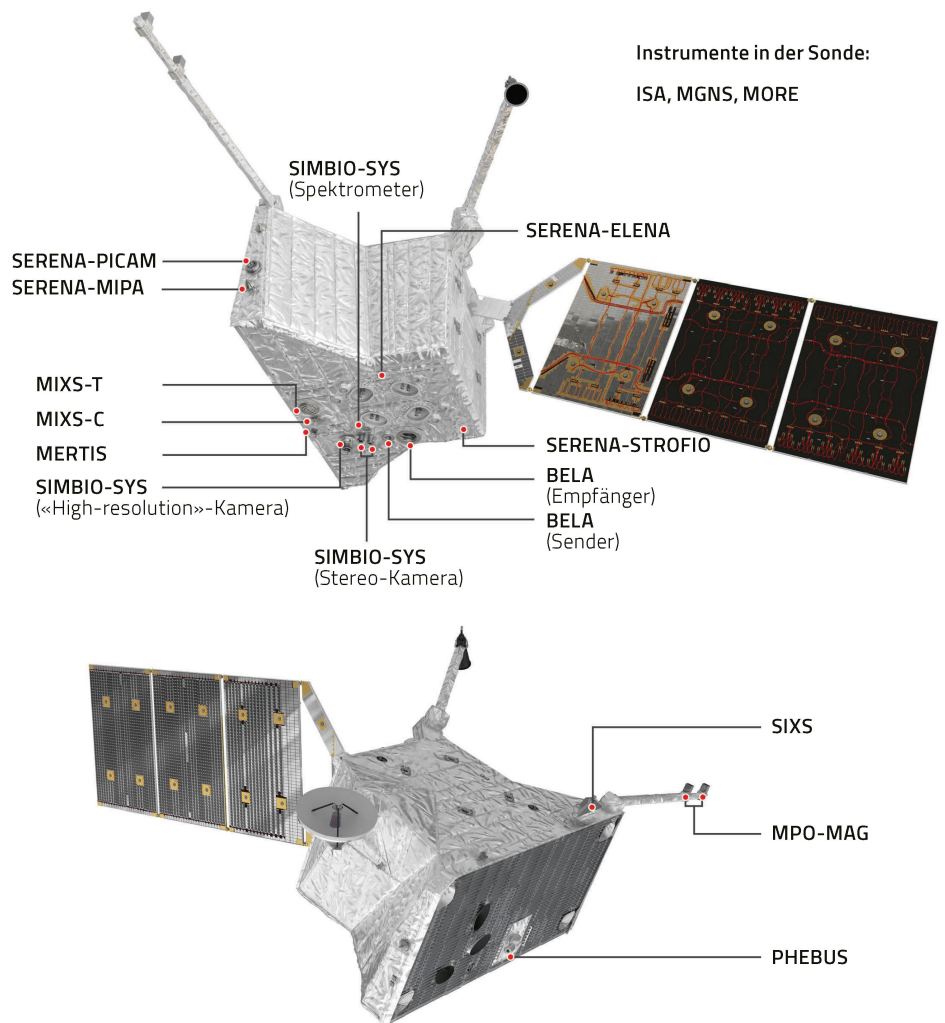 Instrumente in der Sonde:
ISA, MGNS, MORE
SIMBIO-SYS
(Spektrometer)
SERENA-ELENA
SERENA-PICAM
SERENA-MIPA
MIXS-T
MIXS-C
MERTIS
SIMBIO-SYS
(«High-resolution»-Kamera)
SERENA-STROFIO
BELA
(Empfänger)
BELA
(Sender)
SIMBIO-SYS
(Stereo-Kamera)
SIXS
MPO-MAG
PHEBUS